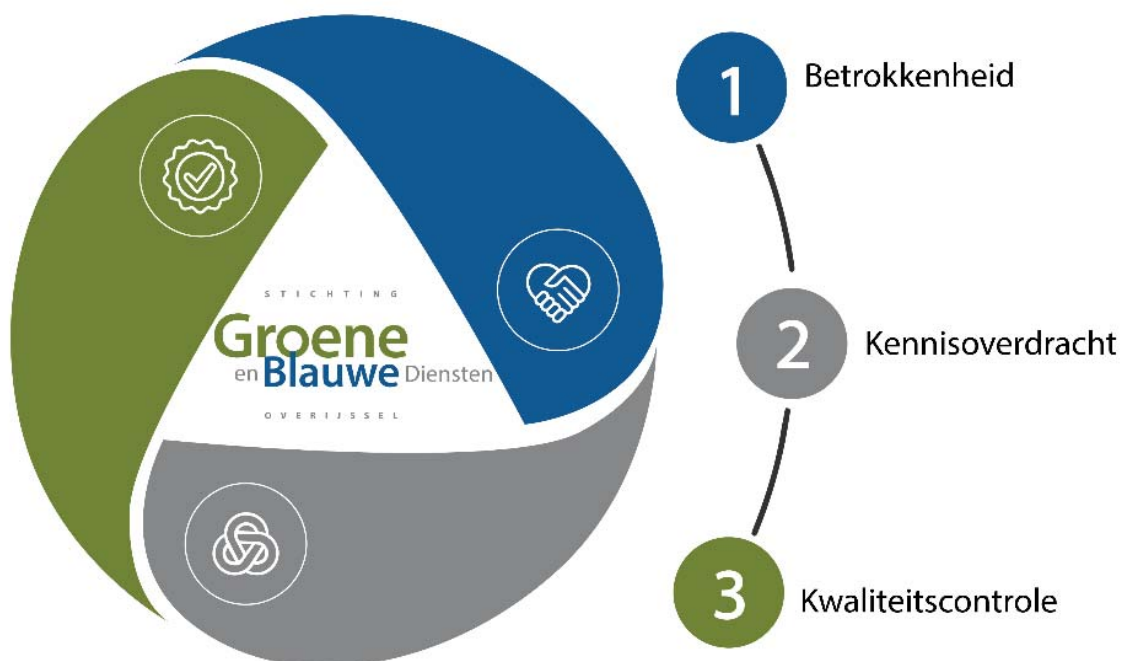 STICHTING
Groene
en Blauwe Diensten
OVERIJSSEL
1 Betrokkenheid
2 Kennisoverdracht
3 Kwaliteitscontrole